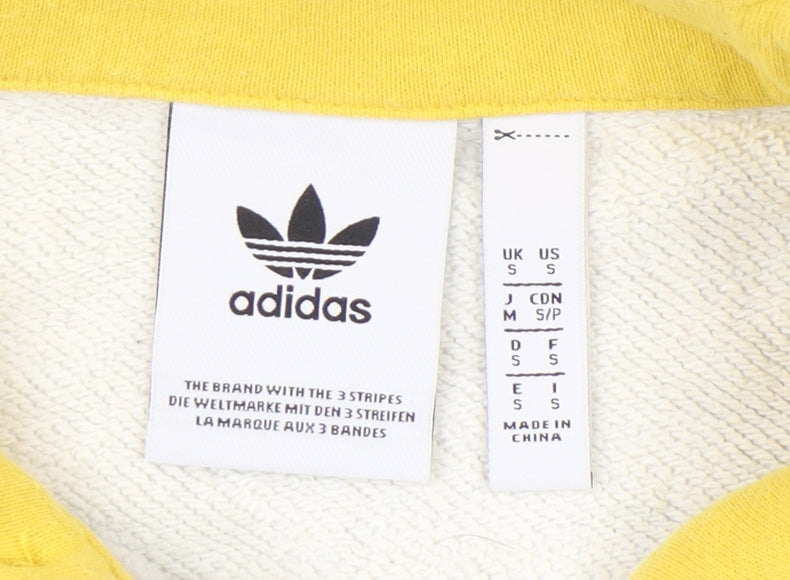 adidas
THE BRAND WITH THE 3 STRIPES
DIE WELTMARKE MIT DEN 3 STREIFEN
LA MARQUE AUX 3 BANDES
UK US
S S
J CDN
M S/P
D F
S S
E I
S S
MADE IN
CHINA